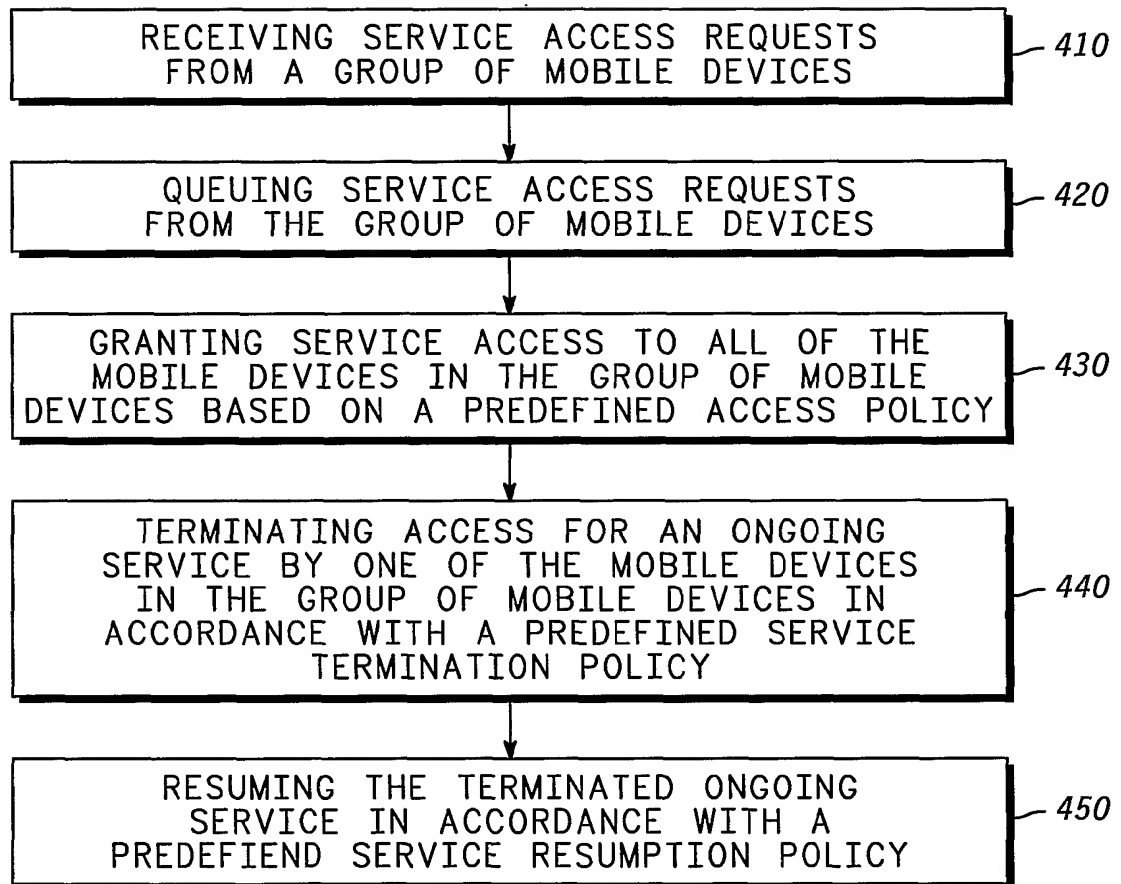 RECEIVING SERVICE ACCESS REQUESTS
FROM A GROUP OF MOBILE DEVICES
410
QUEUING SERVICE ACCESS REQUESTS
FROM THE GROUP OF MOBILE DEVICES
420
GRANTING SERVICE ACCESS TO ALL OF THE
MOBILE DEVICES IN THE GROUP OF MOBILE
DEVICES BASED ON A PREDEFINED ACCESS POLICY
430
TERMINATING ACCESS FOR AN ONGOING
SERVICE BY ONE OF THE MOBILE DEVICES
IN THE GROUP OF MOBILE DEVICES IN
ACCORDANCE WITH A PREDEFINED SERVICE
TERMINATION POLICY
440
RESUMING THE TERMINATED ONGOING
SERVICE IN ACCORDANCE WITH A
PREDEFIEND SERVICE RESUMPTION POLICY
450